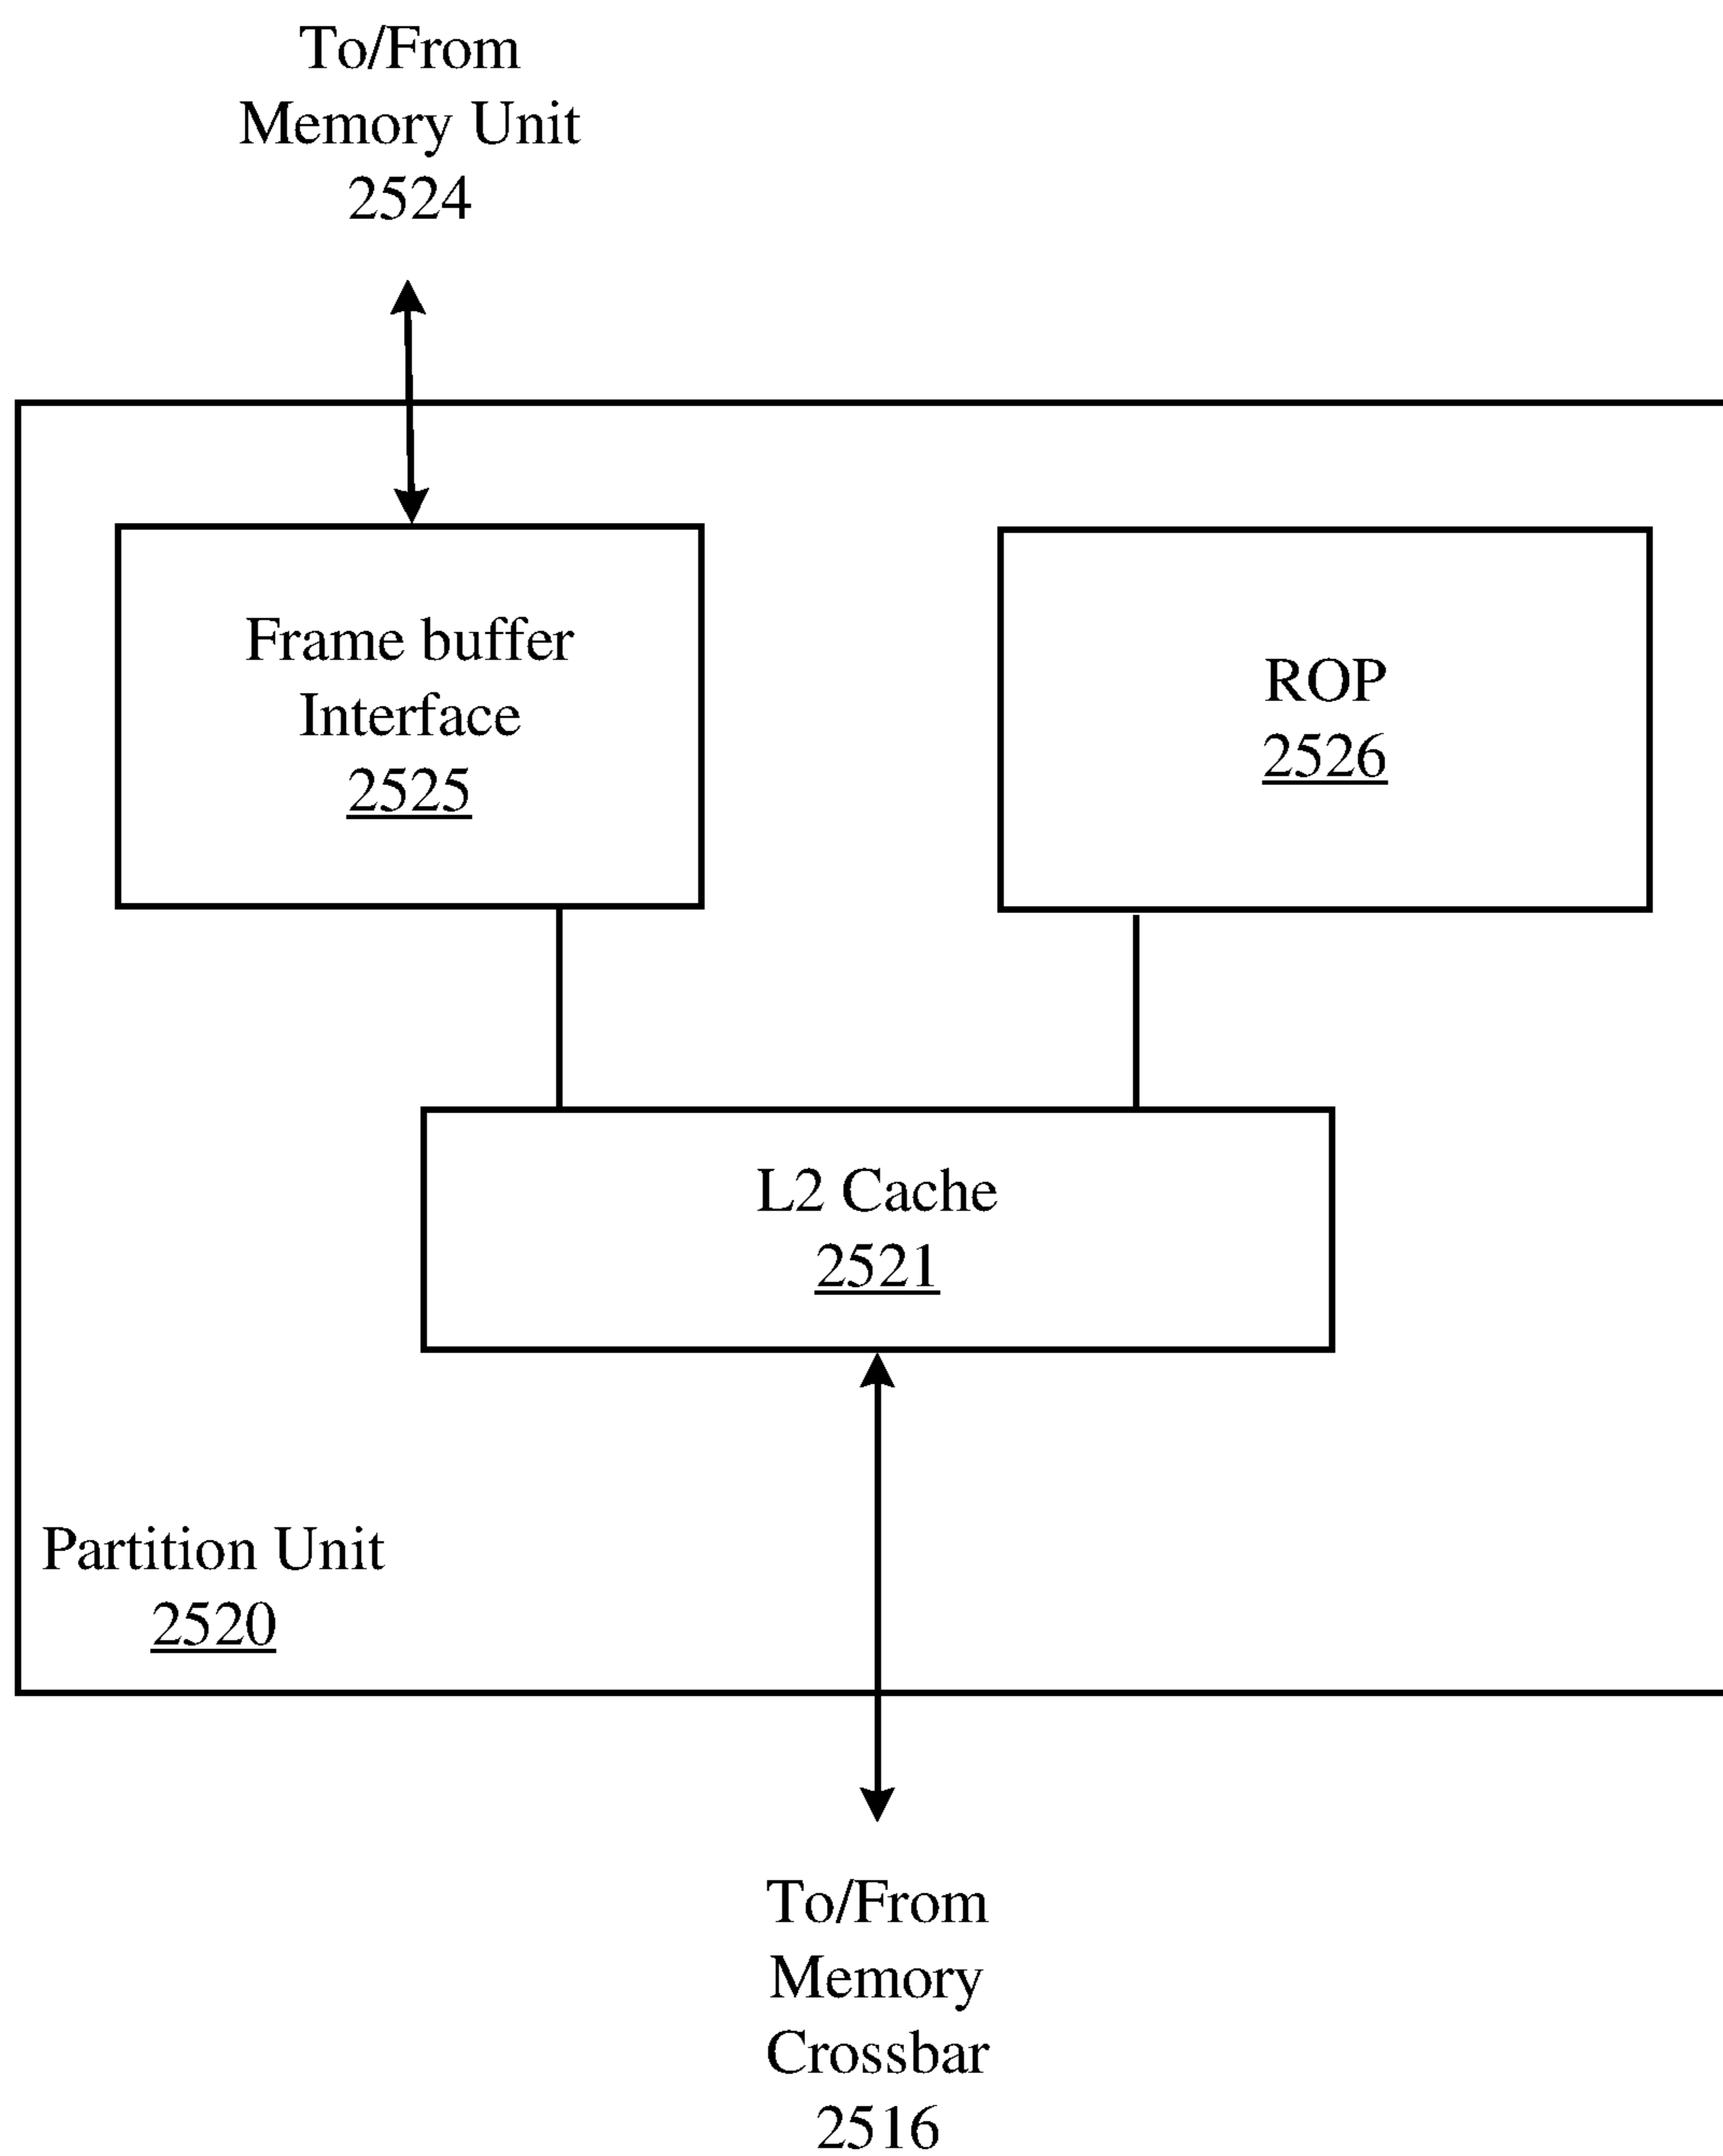 To/From
Memory Unit
2524
Frame buffer
Interface
2525
ROP
2526
L2 Cache
2521
Partition Unit
2520
To/From
Memory
Crossbar
2516